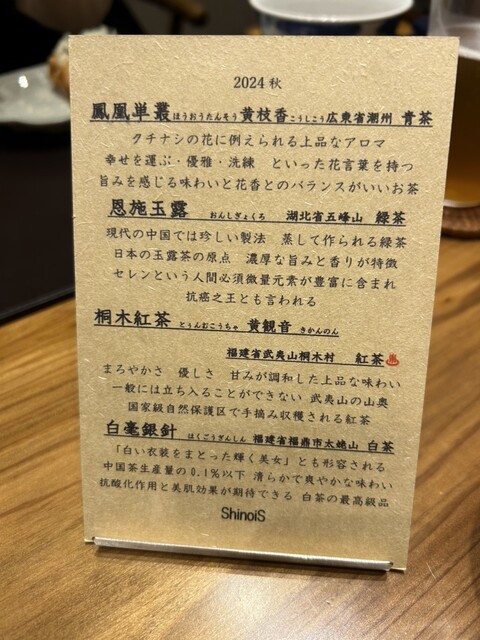 2024 秋
鳳凰単叢ほうおうたんそう 黄枝香こうしこう 広東省潮州 青茶
クチナシの花に例えられる上品なアロマ
幸せを運ぶ・優雅・洗練 といった花言葉を持つ
旨みを感じる味わいと花香とのバランスがいいお茶
恩施玉露 おんしぎょくろ 湖北省五峰山 緑茶
現代の中国では珍しい製法 蒸して作られる緑茶
日本の玉露茶の原点 濃厚な旨みと香りが特徴
セレンという人間必須微量元素が豊富に含まれ
抗癌之王とも言われる
桐木紅茶 とぅんむこうちゃ 黄観音 きかんのん
福建省武夷山桐木村 紅茶♨
まろやかさ 優しさ 甘みが調和した上品な味わい
一般には立ち入ることができない 武夷山の山奥
国家級自然保護区で手摘み収穫される紅茶
白毫銀針 はくごうぎんしん 福建省福鼎市太姥山 白茶
「白い衣装をまとった輝く美女」とも形容される
中国茶生産量の0.1%以下 清らかで爽やかな味わい
抗酸化作用と美肌効果が期待できる 白茶の最高級品
ShinoiS